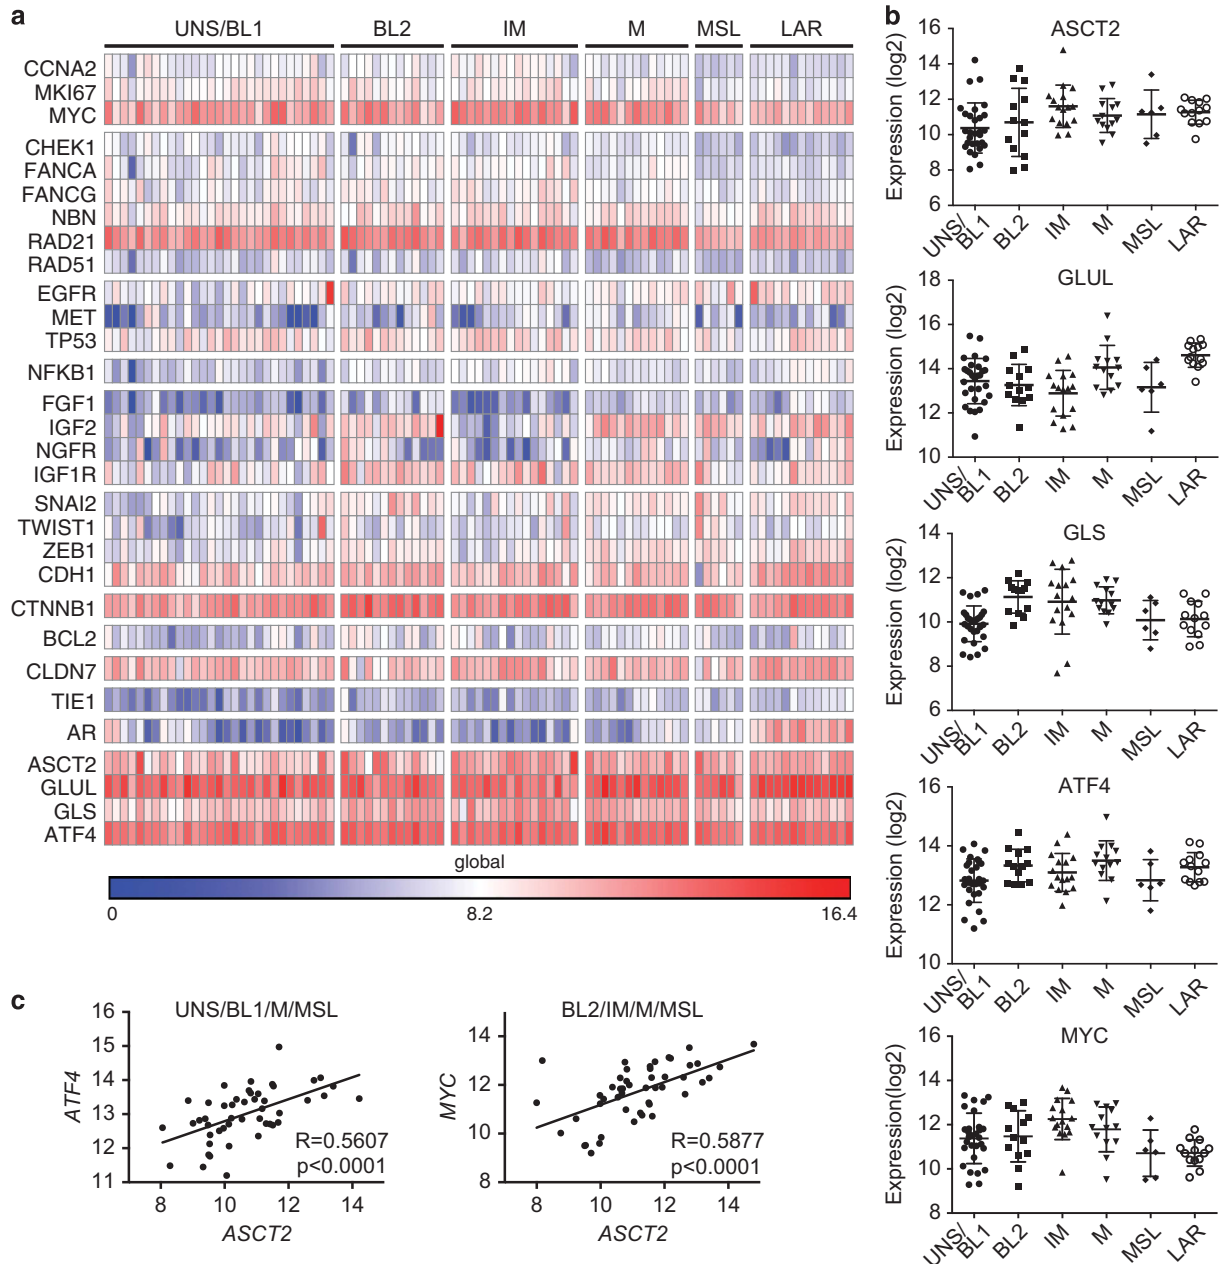 a
UNS/BL1 BL2 IM M MSL LAR
CCNA2
MKI67
MYC
CHEK1
FANCA
FANCG
NBN
RAD21
RAD51
EGFR
MET
TP53
NFKB1
FGF1
IGF2
NGFR
IGF1R
SNAI2
TWIST1
ZEB1
CDH1
CTNNB1
BCL2
CLDN7
TIE1
AR
ASCT2
GLUL
GLS
ATF4
global
0 8.2 16.4
b
ASCT2
Expression (log2)
16
14
12
10
8
6
UNS/BL1 BL2 IM M MSL LAR
GLUL
Expression (log2)
18
16
14
12
10
UNS/BL1 BL2 IM M MSL LAR
GLS
Expression (log2)
14
12
10
8
6
UNS/BL1 BL2 IM M MSL LAR
ATF4
Expression (log2)
16
14
12
10
UNS/BL1 BL2 IM M MSL LAR
MYC
Expression(log2)
16
14
12
10
8
UNS/BL1 BL2 IM M MSL LAR
c
UNS/BL1/M/MSL
ATF4
16
15
14
13
12
11
R=0.5607
p<0.0001
8 10 12 14
ASCT2
BL2/IM/M/MSL
MYC
14
12
10
8
R=0.5877
p<0.0001
8 10 12 14
ASCT2